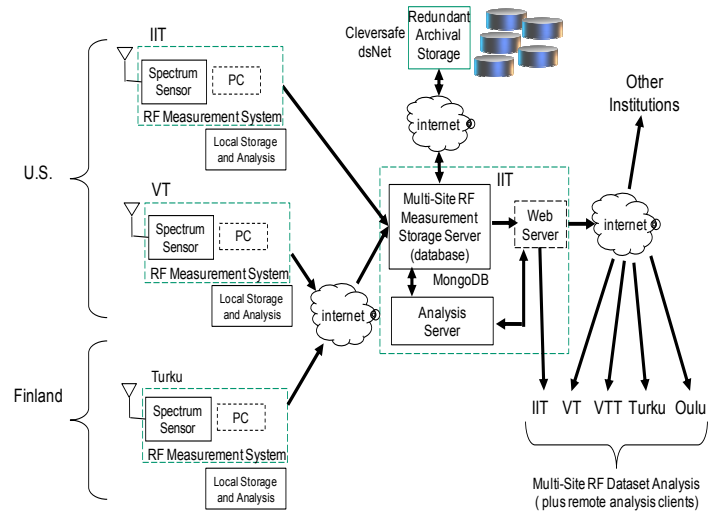 IIT
Spectrum
Sensor
PC
RF Measurement System
Local Storage
and Analysis
U.S.
VT
Spectrum
Sensor
PC
RF Measurement System
Local Storage
and Analysis
Finland
Turku
Spectrum
Sensor
PC
RF Measurement System
Local Storage
and Analysis
internet
Cleversafe
dsNet
Redundant
Archival
Storage
internet
IIT
Multi-Site RF
Measurement
Storage Server
(database)
MongoDB
Analysis
Server
Web
Server
internet
Other
Institutions
IIT VT VTT Turku Oulu
Multi-Site RF Dataset Analysis
( plus remote analysis clients)